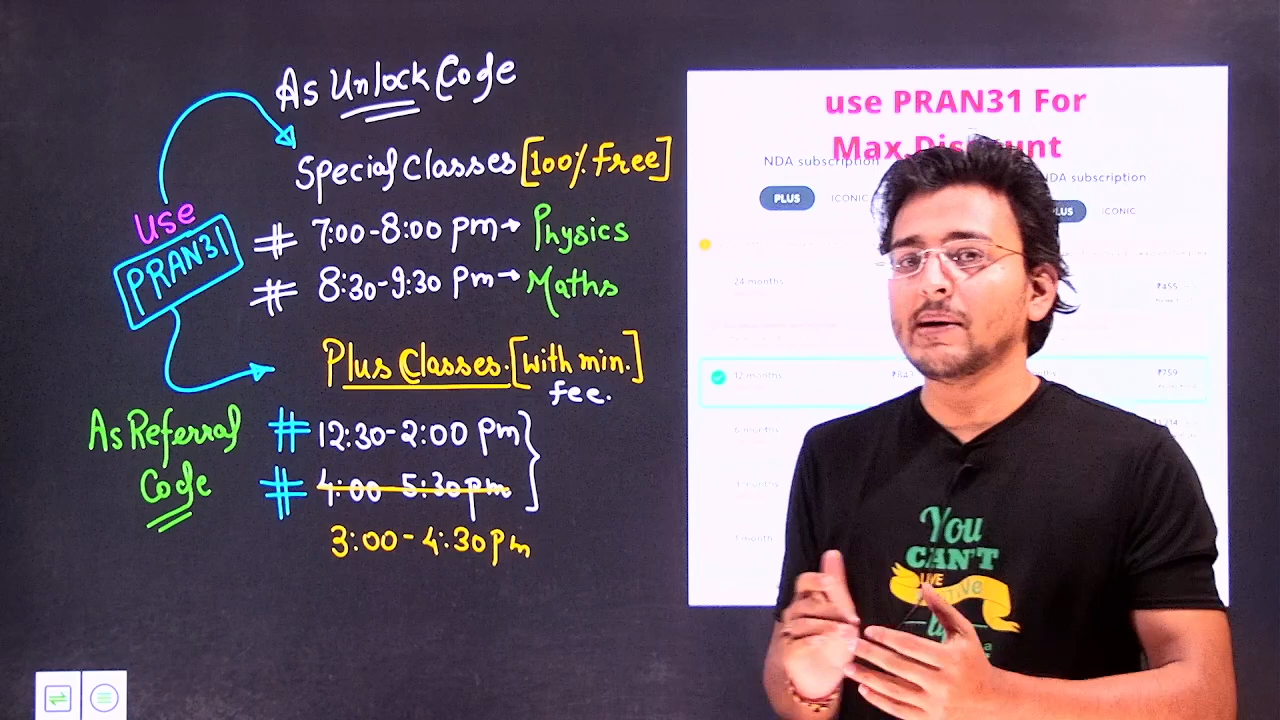 As Unlock Code
Special Classes [100% Free]
use
PRAN31
# 7:00-8:00 pm → Physics
# 8:30-9:30 pm → Maths
Plus Classes. [with min.]
fee.
As Referral
Code
# 12:30-2:00 pm
# 4:00-5:30 pm
3:00-4:30 pm
use PRAN31 For
Max Discount
NDA subscription
PLUS ICONIC
24 months
12 months
6 months
NDA subscription
PLUS ICONIC
₹455
₹759
You
CAN'T
LIVE